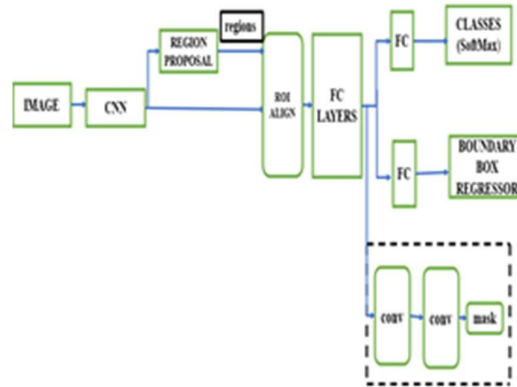 regions
REGION
PROPOSAL
IMAGE
CNN
ROI
ALIGN
FC
LAYERS
FC
CLASSES
(SoftMax)
FC
BOUNDARY
BOX
REGRESSOR
conv
conv
mask